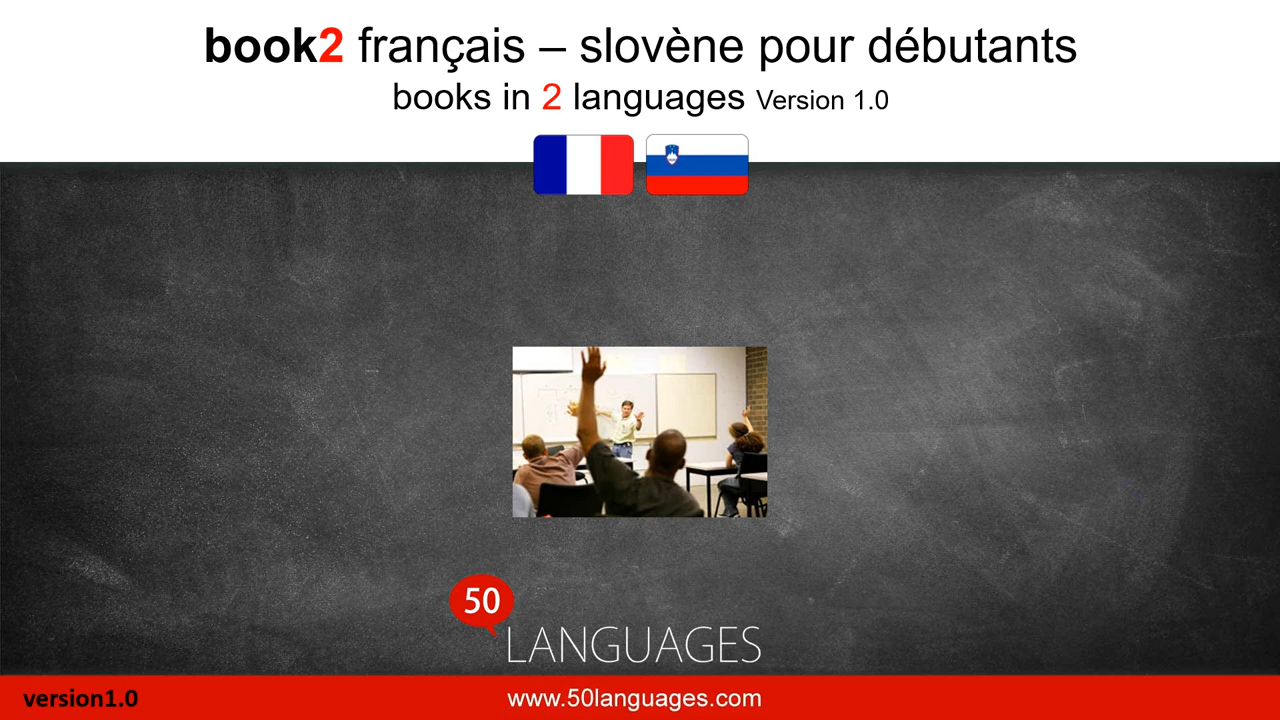 book2 français – slovène pour débutants
books in 2 languages Version 1.0
50
LANGUAGES
version1.0
www.50languages.com